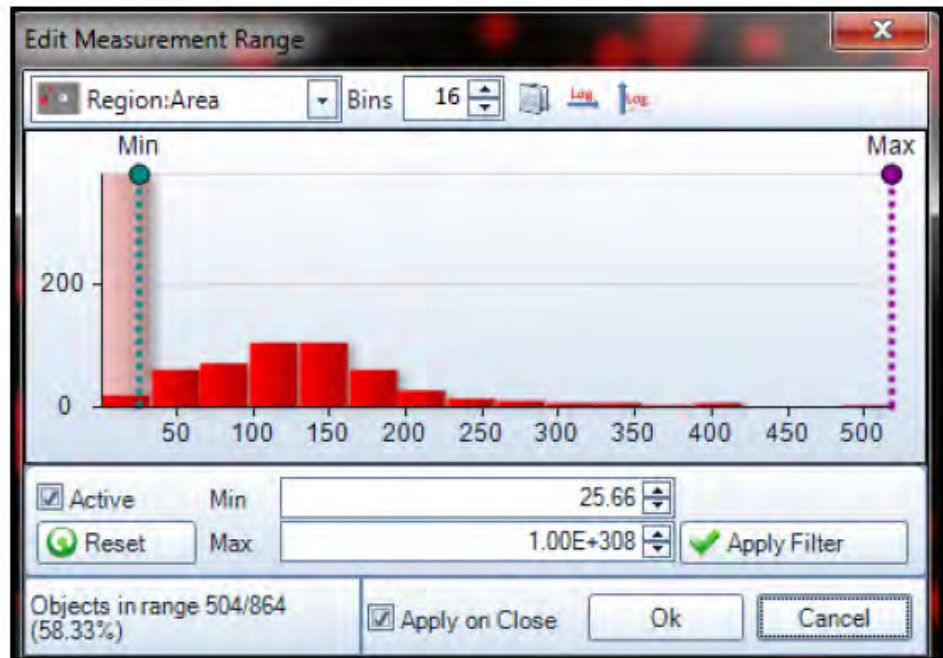 Edit Measurement Range
Region:Area Bins 16 Log Log
Min Max
200
0
50 100 150 200 250 300 350 400 450 500
Active Min 25.66
Reset Max 1.00E+308 Apply Filter
Objects in range 504/864
(58.33%)
Apply on Close Ok Cancel